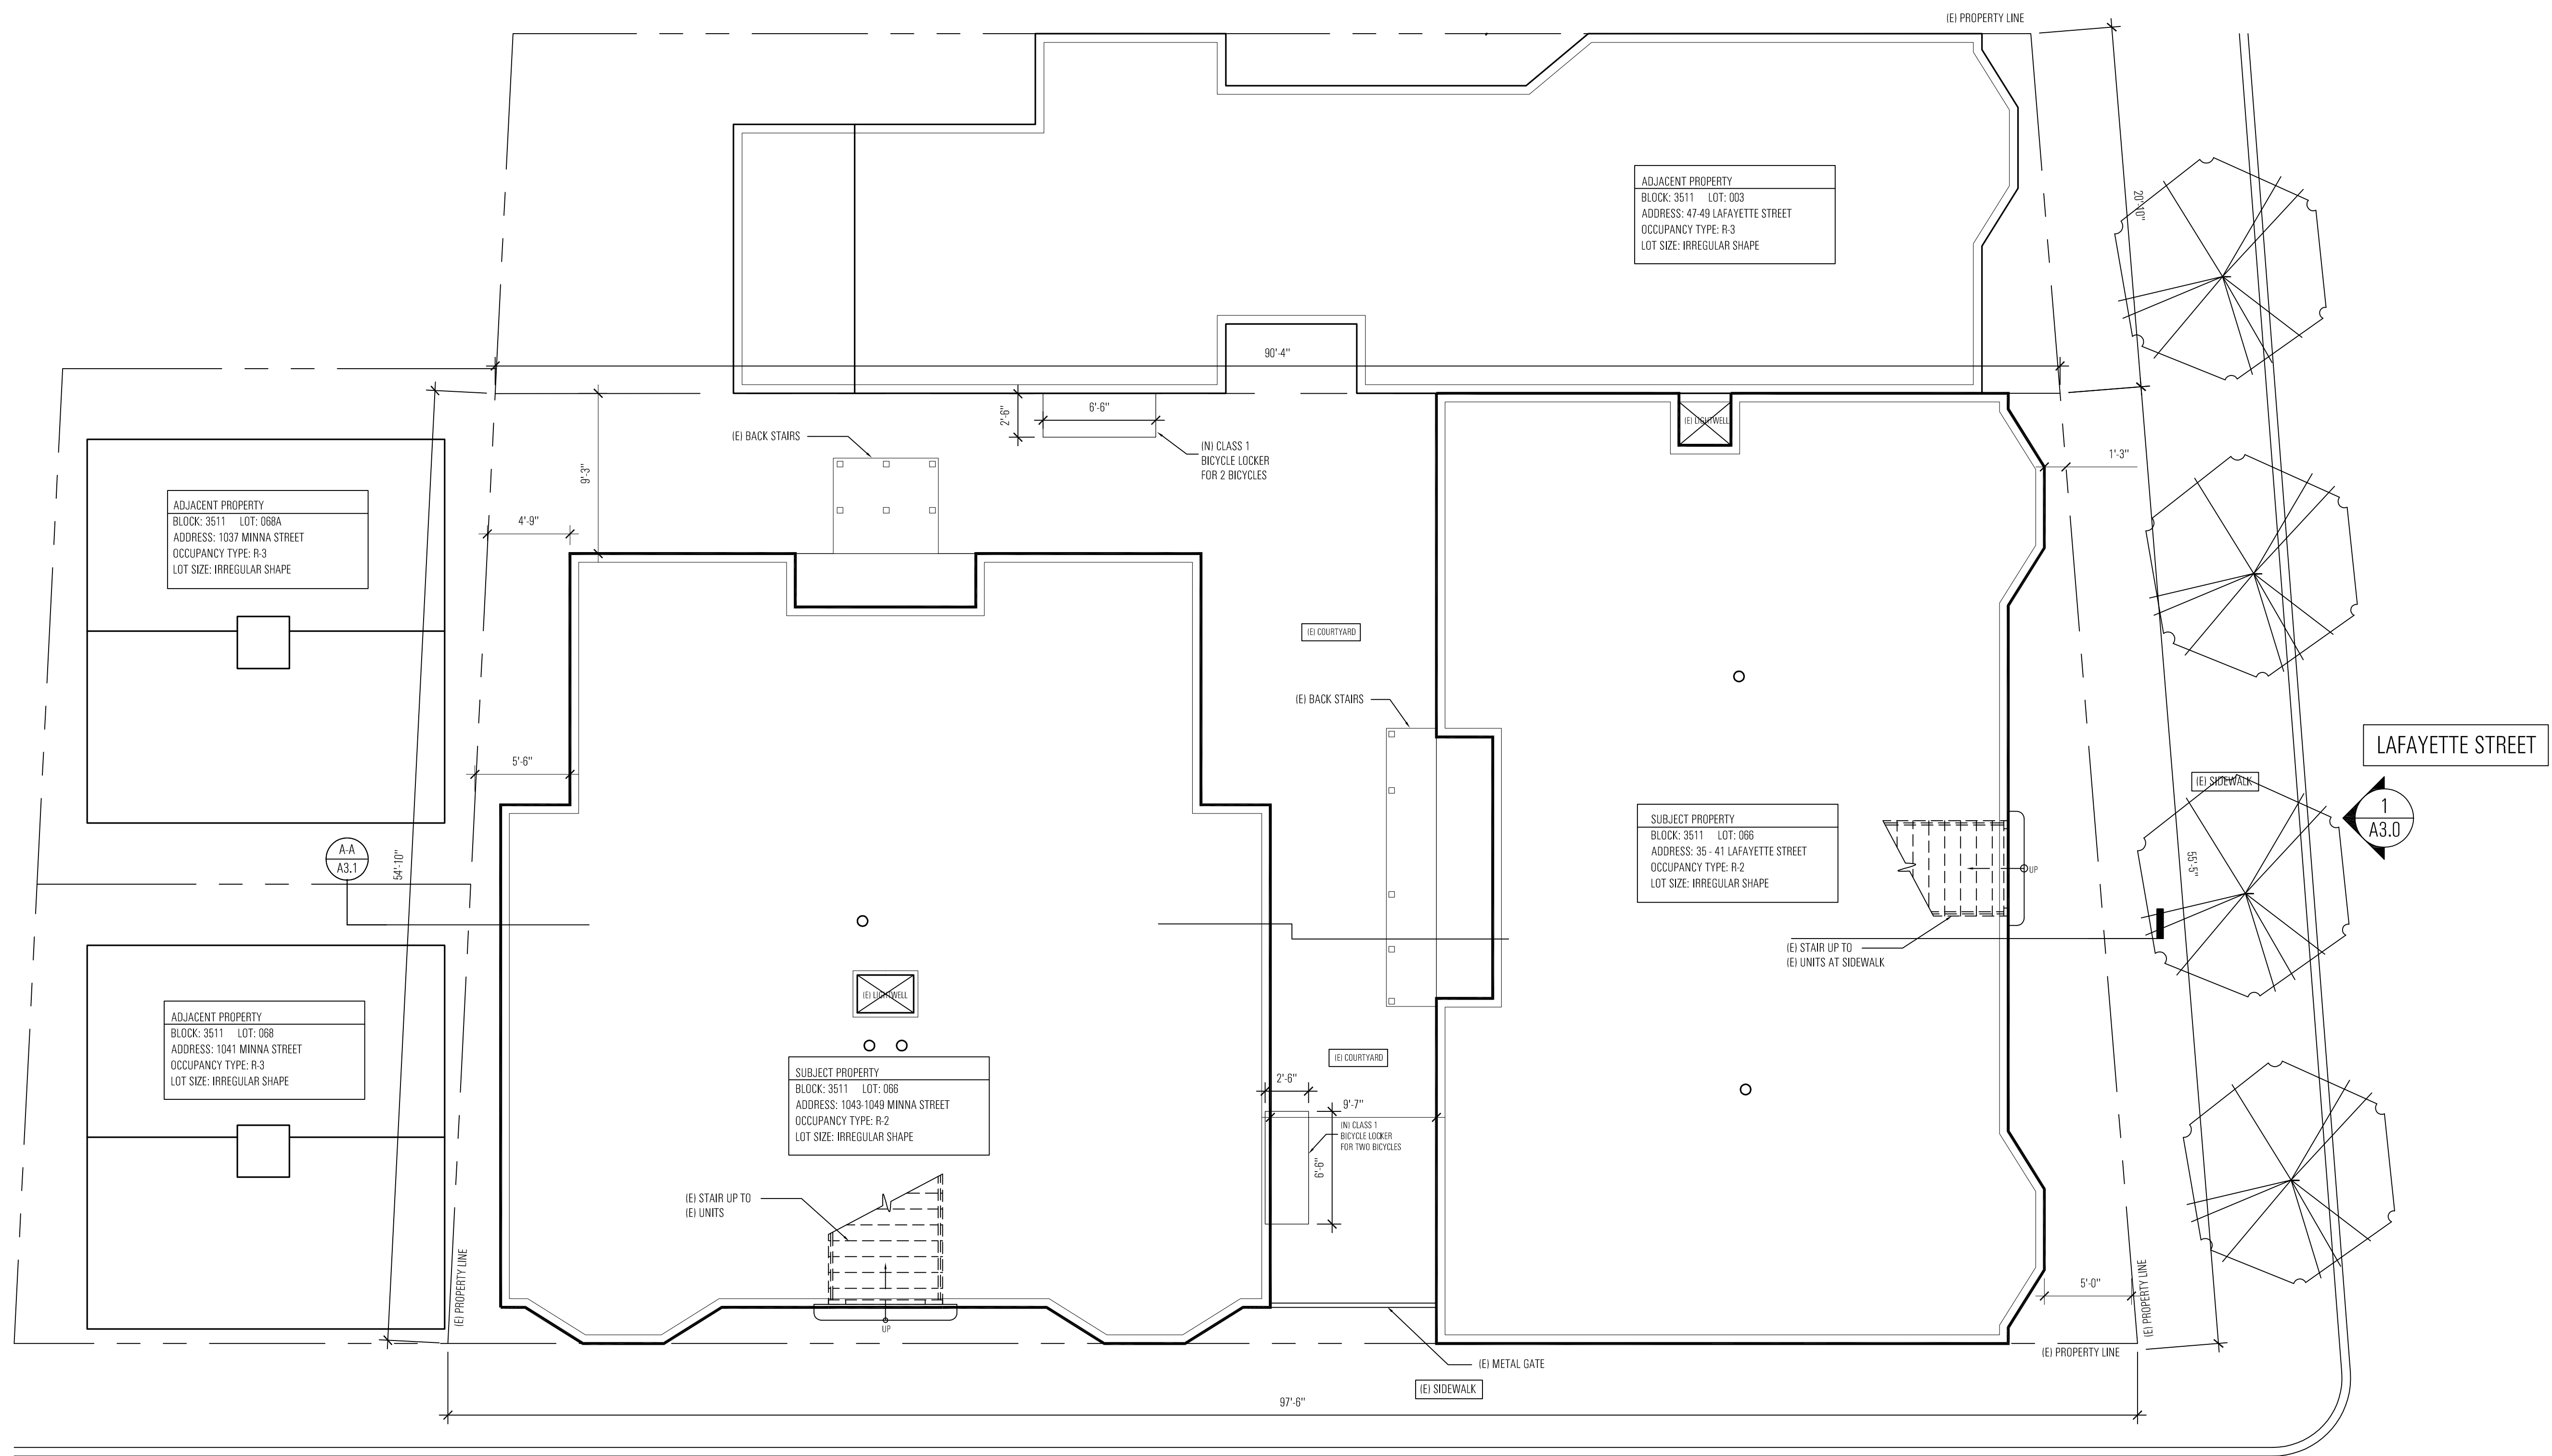 (E) PROPERTY LINE
20'-10"
ADJACENT PROPERTY
BLOCK: 3511 LOT: 003
ADDRESS: 47-49 LAFAYETTE STREET
OCCUPANCY TYPE: R-3
LOT SIZE: IRREGULAR SHAPE
90'-4"
2'-6"
6'-6"
(E) BACK STAIRS
(N) CLASS 1
BICYCLE LOCKER
FOR 2 BICYCLES
(E) LIGHTWELL
1'-3"
9'-3"
4'-9"
ADJACENT PROPERTY
BLOCK: 3511 LOT: 068A
ADDRESS: 1037 MINNA STREET
OCCUPANCY TYPE: R-3
LOT SIZE: IRREGULAR SHAPE
(E) COURTYARD
(E) BACK STAIRS
LAFAYETTE STREET
5'-6"
(E) SIDEWALK
1
A3.0
SUBJECT PROPERTY
BLOCK: 3511 LOT: 066
ADDRESS: 35 - 41 LAFAYETTE STREET
OCCUPANCY TYPE: R-2
LOT SIZE: IRREGULAR SHAPE
UP
55'-5"
A-A
A3.1
54'-10"
(E) STAIR UP TO
(E) UNITS AT SIDEWALK
(E) LIGHTWELL
ADJACENT PROPERTY
BLOCK: 3511 LOT: 068
ADDRESS: 1041 MINNA STREET
OCCUPANCY TYPE: R-3
LOT SIZE: IRREGULAR SHAPE
SUBJECT PROPERTY
BLOCK: 3511 LOT: 066
ADDRESS: 1043-1049 MINNA STREET
OCCUPANCY TYPE: R-2
LOT SIZE: IRREGULAR SHAPE
(E) COURTYARD
2'-6"
9'-7"
(N) CLASS 1
BICYCLE LOCKER
FOR TWO BICYCLES
6'-6"
(E) STAIR UP TO
(E) UNITS
UP
(E) PROPERTY LINE
5'-0"
(E) PROPERTY LINE
(E) PROPERTY LINE
(E) METAL GATE
(E) SIDEWALK
97'-6"